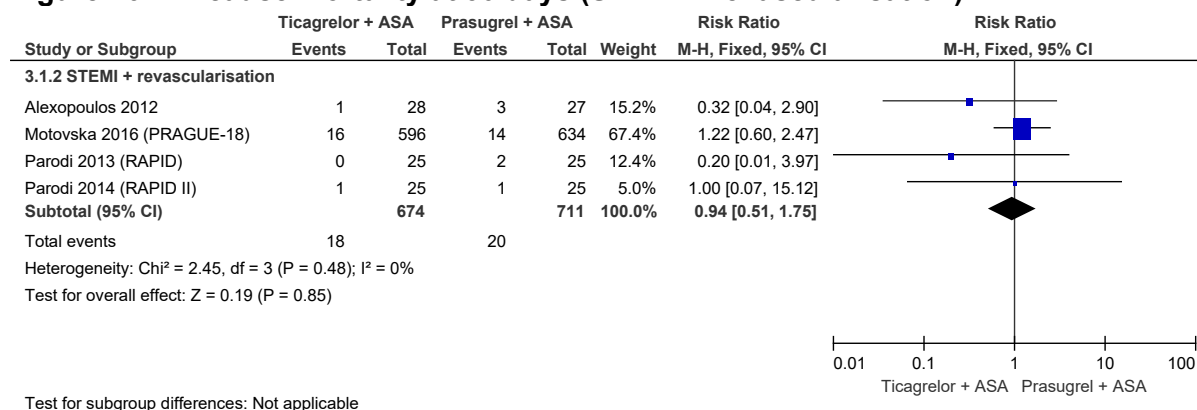 Ticagrelor + ASA Prasugrel + ASA Risk Ratio Risk Ratio
Study or Subgroup Events Total Events Total Weight M-H, Fixed, 95% CI M-H, Fixed, 95% CI
3.1.2 STEMI + revascularisation
Alexopoulos 2012 1 28 3 27 15.2% 0.32 [0.04, 2.90]
Motovska 2016 (PRAGUE-18) 16 596 14 634 67.4% 1.22 [0.60, 2.47]
Parodi 2013 (RAPID) 0 25 2 25 12.4% 0.20 [0.01, 3.97]
Parodi 2014 (RAPID II) 1 25 1 25 5.0% 1.00 [0.07, 15.12]
Subtotal (95% CI) 674 711 100.0% 0.94 [0.51, 1.75]
Total events 18 20
Heterogeneity: Chi² = 2.45, df = 3 (P = 0.48); I² = 0%
Test for overall effect: Z = 0.19 (P = 0.85)
0.01 0.1 1 10 100
Ticagrelor + ASA Prasugrel + ASA
Test for subgroup differences: Not applicable